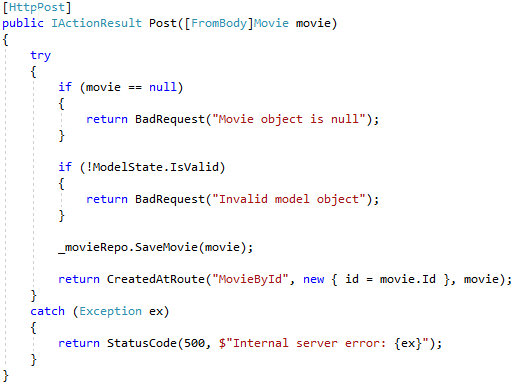 [HttpPost]
public IActionResult Post([FromBody]Movie movie)
{
    try
    {
        if (movie == null)
        {
            return BadRequest("Movie object is null");
        }

        if (!ModelState.IsValid)
        {
            return BadRequest("Invalid model object");
        }

        _movieRepo.SaveMovie(movie);

        return CreatedAtRoute("MovieById", new { id = movie.Id }, movie);
    }
    catch (Exception ex)
    {
        return StatusCode(500, $"Internal server error: {ex}");
    }
}